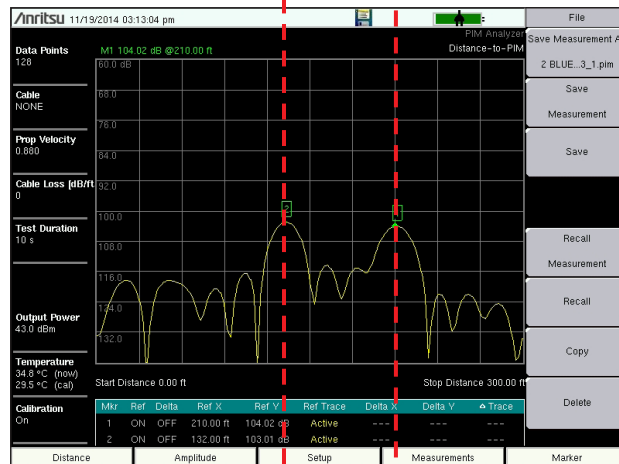 Anritsu 11/19/2014 03:13:04 pm
Data Points
128
Cable
NONE
Prop Velocity
0.880
Cable Loss [dB/ft
0
Test Duration
10 s
Output Power
43.0 dBm
Temperature
34.8 °C (now)
29.5 °C (cal)
Calibration
On
PIM Analyzer
M1 104.02 dB @210.00 ft
Distance-to-PIM
60.0 dB
68.0
76.0
84.0
92.0
100.0
108.0
116.0
124.0
132.0
2
Start Distance 0.00 ft
Stop Distance 300.00 ft
Mkr Ref Delta Ref X Ref Y Ref Trace Delta X Delta Y Trace
1 ON OFF 210.00 ft 104.02 dB Active --- --- ---
2 ON OFF 132.00 ft 103.01 dB Active --- --- ---
File
Save Measurement A
2 BLUE...3_1.pim
Save
Measurement
Save
Recall
Measurement
Recall
Copy
Delete
Distance
Amplitude
Setup
Measurements
Marker